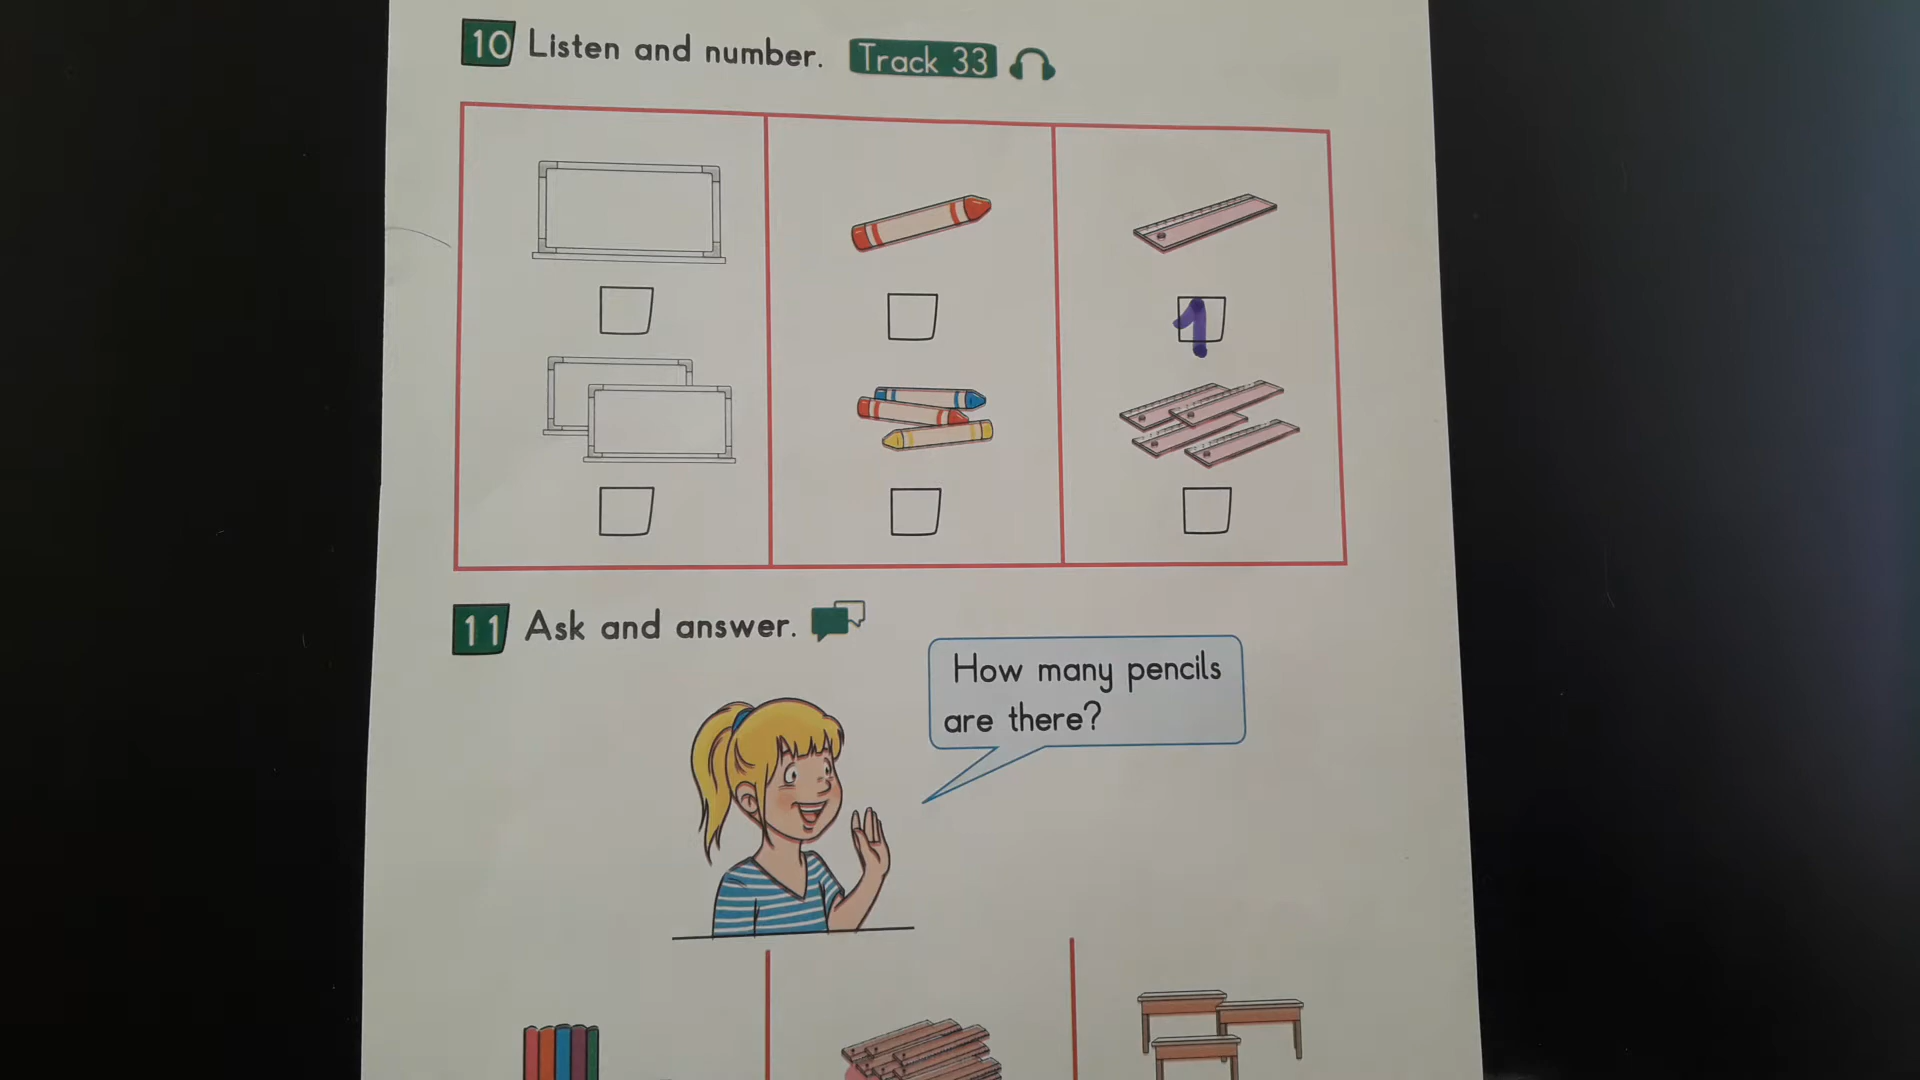 10 Listen and number. Track 33
1
11 Ask and answer.
How many pencils
are there?